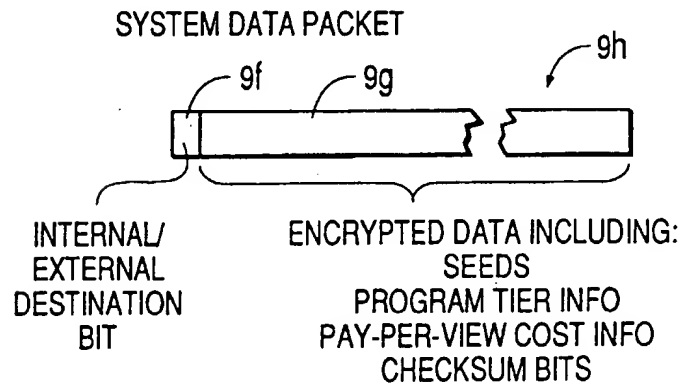 SYSTEM DATA PACKET
9f
9g
9h
INTERNAL/
EXTERNAL
DESTINATION
BIT
ENCRYPTED DATA INCLUDING:
SEEDS
PROGRAM TIER INFO
PAY-PER-VIEW COST INFO
CHECKSUM BITS